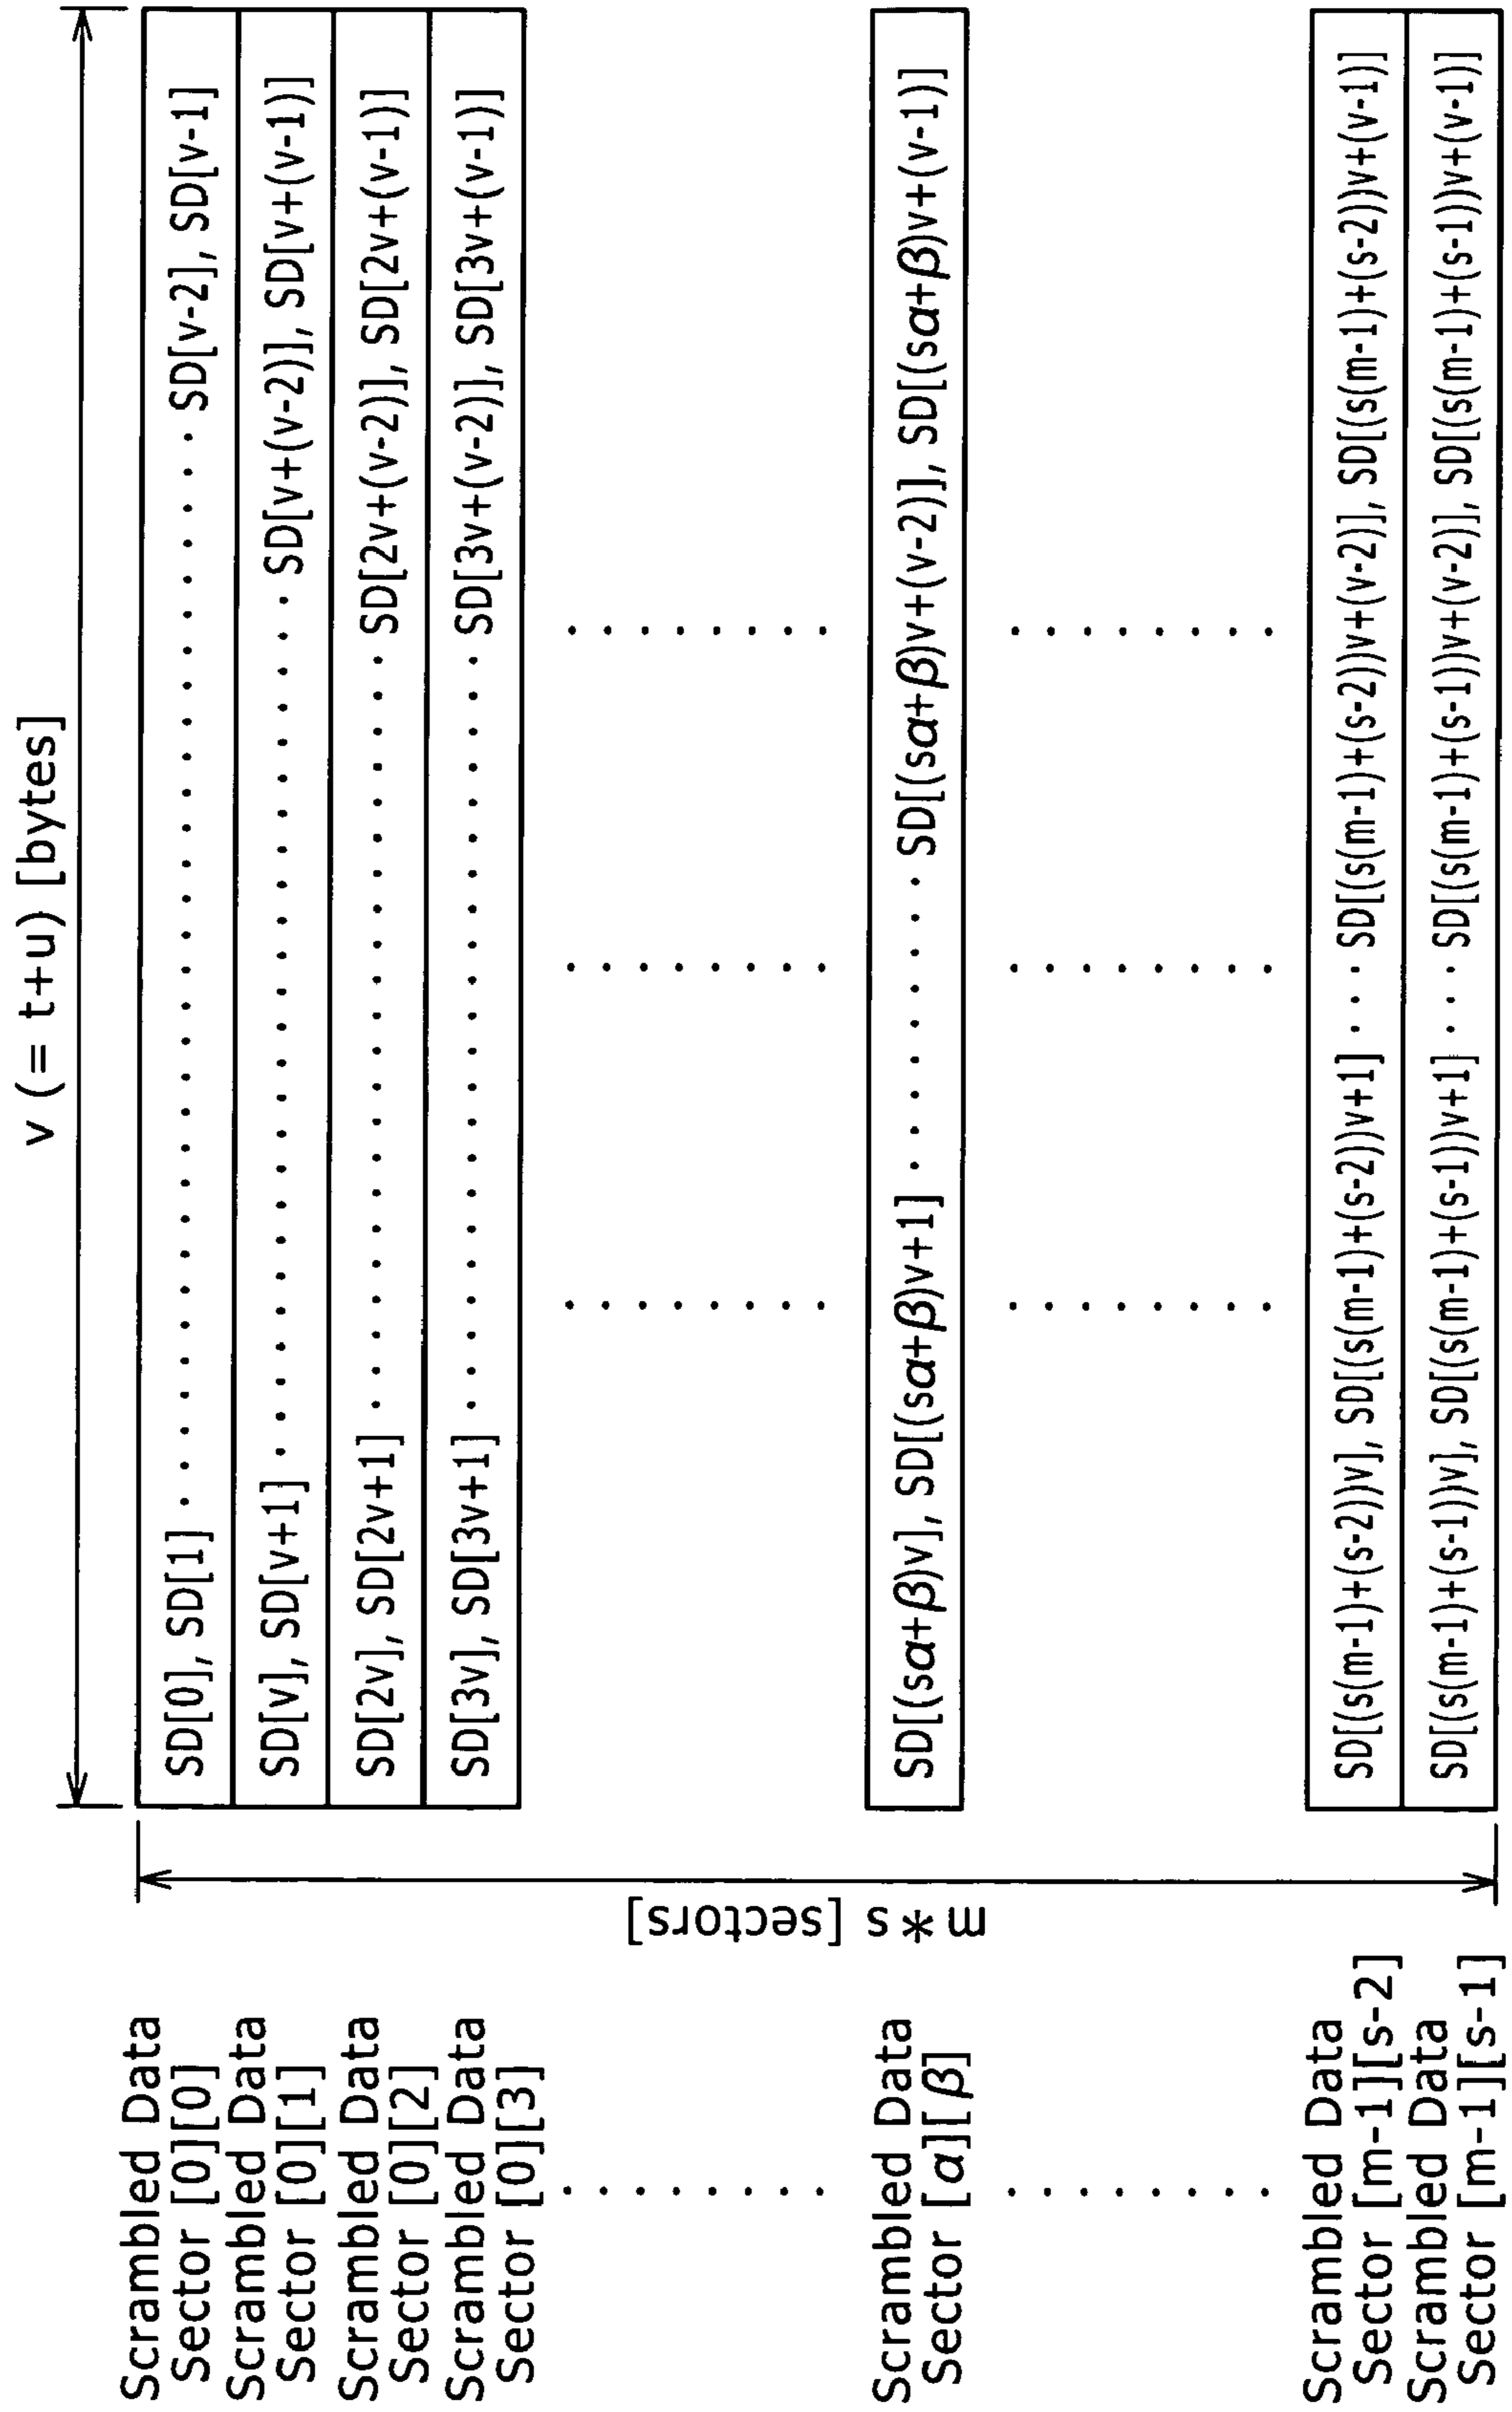 v (= t+u) [bytes]
m*s [sectors]
Scrambled Data
Sector [0][0]
SD[0], SD[1] · · · · · SD[v-2], SD[v-1]
Scrambled Data
Sector [0][1]
SD[v], SD[v+1] · · · · · SD[v+(v-2)], SD[v+(v-1)]
Scrambled Data
Sector [0][2]
SD[2v], SD[2v+1] · · · · · SD[2v+(v-2)], SD[2v+(v-1)]
Scrambled Data
Sector [0][3]
SD[3v], SD[3v+1] · · · · · SD[3v+(v-2)], SD[3v+(v-1)]
Scrambled Data
Sector [α][β]
SD[(sα+β)v], SD[(sα+β)v+1] · · · · · SD[(sα+β)v+(v-2)], SD[(sα+β)v+(v-1)]
Scrambled Data
Sector [m-1][s-2]
SD[(s(m-1)+(s-2))v], SD[(s(m-1)+(s-2))v+1] · · · SD[(s(m-1)+(s-2))v+(v-2)], SD[(s(m-1)+(s-2))v+(v-1)]
Scrambled Data
Sector [m-1][s-1]
SD[(s(m-1)+(s-1))v], SD[(s(m-1)+(s-1))v+1] · · · SD[(s(m-1)+(s-1))v+(v-2)], SD[(s(m-1)+(s-1))v+(v-1)]